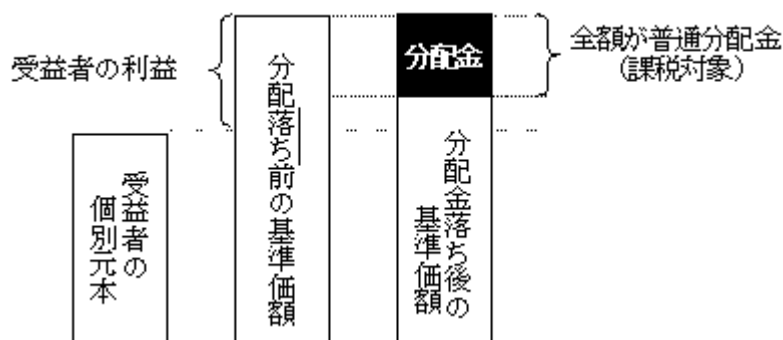 受益者の利益
受益者の
個別元本
分配落ち前の基準価額
分配金
分配金落ち後の
基準価額
全額が普通分配金
(課税対象)